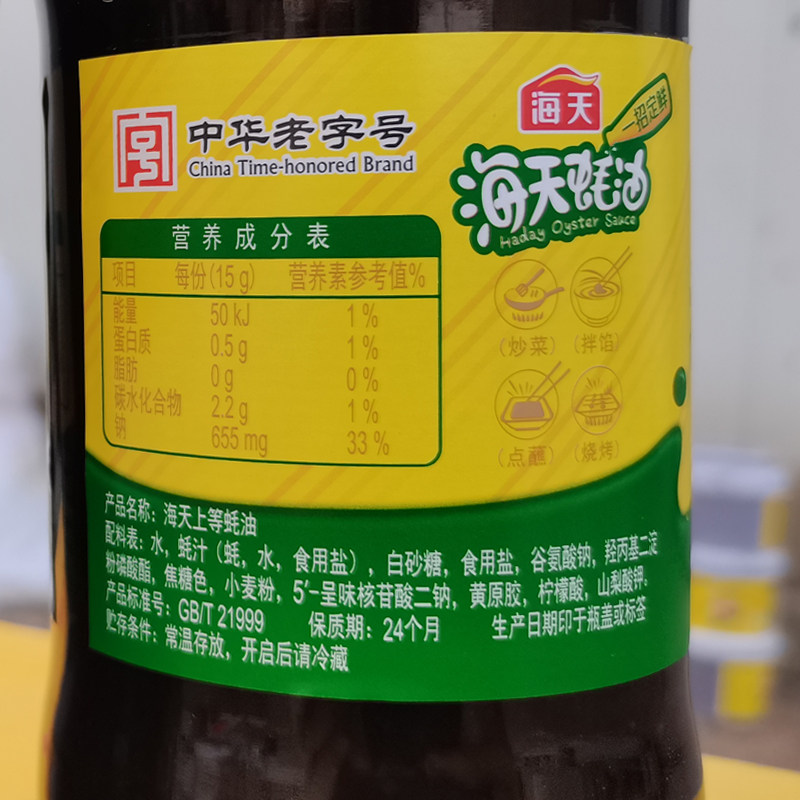 中华老字号
China Time-honored Brand
海天
一招定鲜
海天蚝油
Haday Oyster Sauce
营养成分表
项目 每份(15 g) 营养素参考值%
能量 50 kJ 1 %
蛋白质 0.5 g 1 %
脂肪 0 g 0 %
碳水化合物 2.2 g 1 %
钠 655 mg 33 %
(炒菜) (拌馅)
(点蘸) (烧烤)
产品名称：海天上等蚝油
配料表：水，蚝汁（蚝，水，食用盐），白砂糖，食用盐，谷氨酸钠，羟丙基二淀
粉磷酸酯，焦糖色，小麦粉，5′-呈味核苷酸二钠，黄原胶，柠檬酸，山梨酸钾。
产品标准号：GB/T 21999 保质期：24个月 生产日期印于瓶盖或标签
贮存条件：常温存放，开启后请冷藏